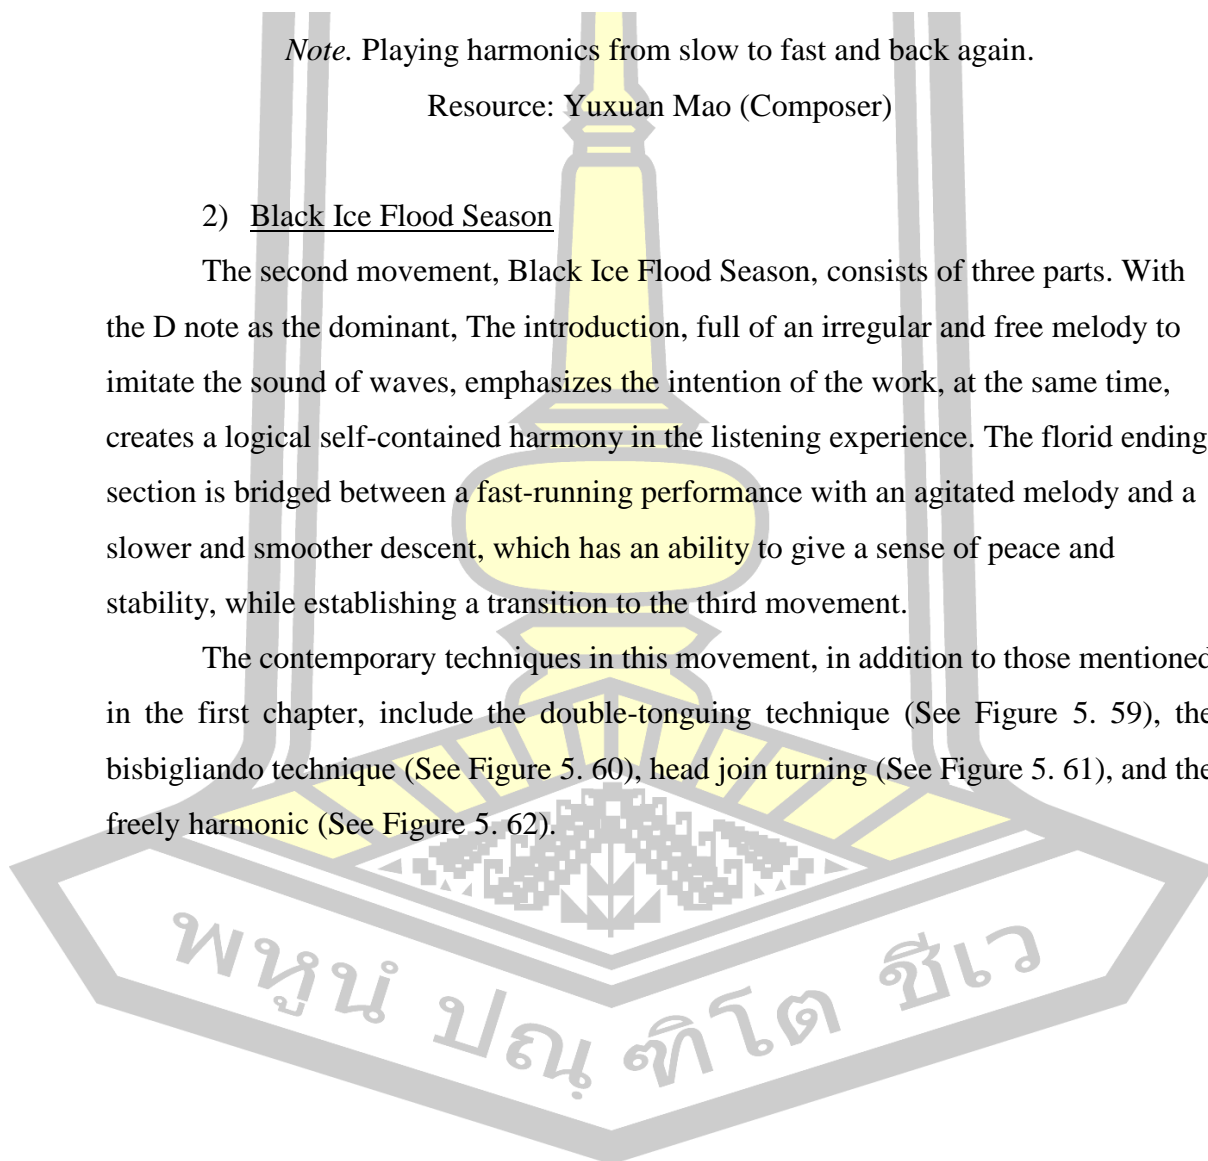 Note. Playing harmonics from slow to fast and back again.
Resource: Yuxuan Mao (Composer)
2) Black Ice Flood Season
The second movement, Black Ice Flood Season, consists of three parts. With
the D note as the dominant, The introduction, full of an irregular and free melody to
imitate the sound of waves, emphasizes the intention of the work, at the same time,
creates a logical self-contained harmony in the listening experience. The florid ending
section is bridged between a fast-running performance with an agitated melody and a
slower and smoother descent, which has an ability to give a sense of peace and
stability, while establishing a transition to the third movement.
The contemporary techniques in this movement, in addition to those mentioned
in the first chapter, include the double-tonguing technique (See Figure 5. 59), the
bisbigliando technique (See Figure 5. 60), head join turning (See Figure 5. 61), and the
freely harmonic (See Figure 5. 62).
พหูนํ ปณฺฑิโต ชีเว